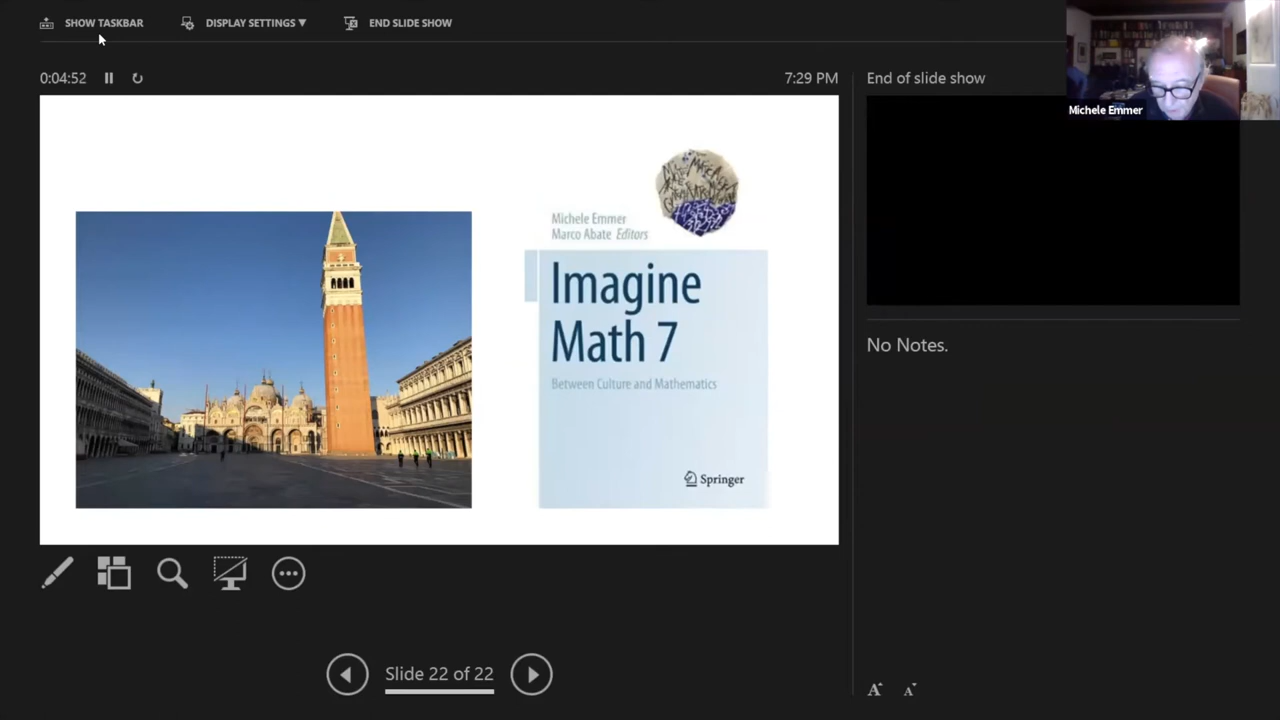 SHOW TASKBAR
DISPLAY SETTINGS ▼
END SLIDE SHOW
0:04:52
7:29 PM
End of slide show
Michele Emmer
Michele Emmer
Marco Abate Editors
Imagine
Math 7
Between Culture and Mathematics
Springer
No Notes.
Slide 22 of 22
A A